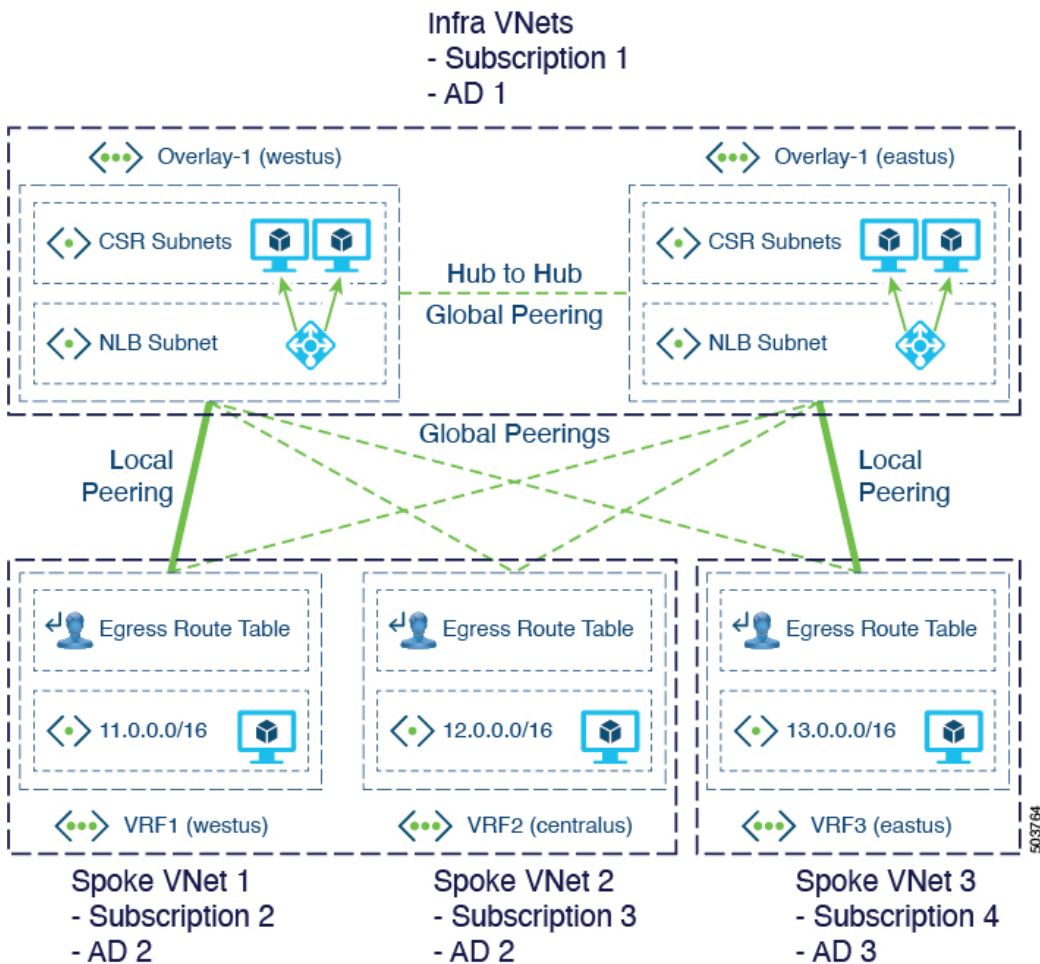 Infra VNets
- Subscription 1
- AD 1
Overlay-1 (westus)
Overlay-1 (eastus)
CSR Subnets
CSR Subnets
Hub to Hub
Global Peering
NLB Subnet
NLB Subnet
Global Peerings
Local
Peering
Local
Peering
Egress Route Table
Egress Route Table
Egress Route Table
11.0.0.0/16
12.0.0.0/16
13.0.0.0/16
VRF1 (westus)
VRF2 (centralus)
VRF3 (eastus)
503764
Spoke VNet 1
- Subscription 2
- AD 2
Spoke VNet 2
- Subscription 3
- AD 2
Spoke VNet 3
- Subscription 4
- AD 3